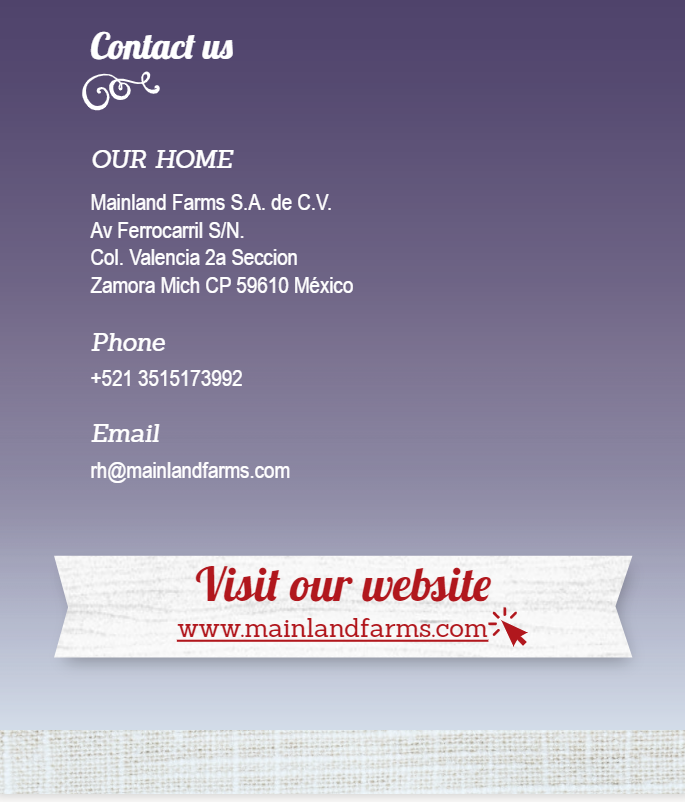 Contact us
OUR HOME
Mainland Farms S.A. de C.V.
Av Ferrocarril S/N.
Col. Valencia 2a Seccion
Zamora Mich CP 59610 México
Phone
+521 3515173992
Email
rh@mainlandfarms.com
Visit our website
www.mainlandfarms.com